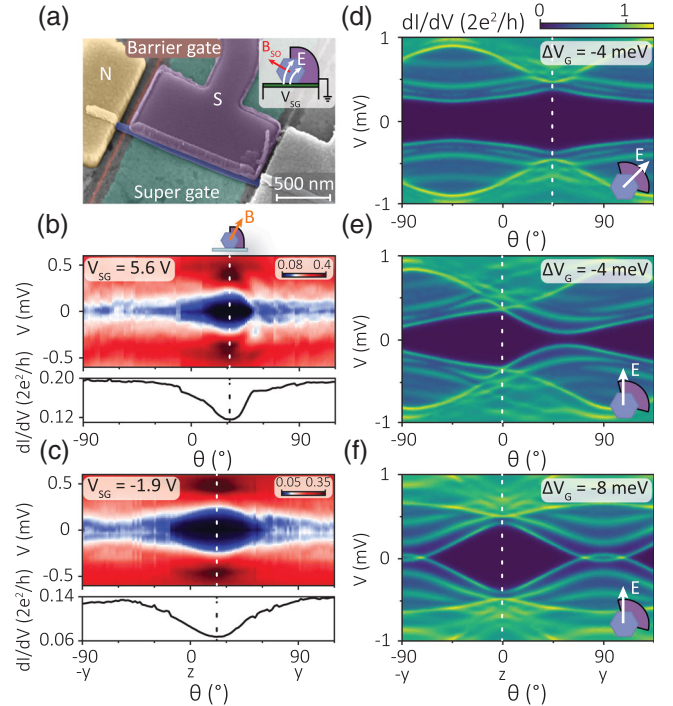 (a)
Barrier gate
N
S
B_SO
E
V_SG
Super gate
500 nm
(b)
B
V_SG = 5.6 V
0.08 0.4
0.5
0
-0.5
V (mV)
0.20
0.12
dI/dV (2e²/h)
-90 0 90
θ (°)
(c)
V_SG = -1.9 V
0.05 0.35
0.5
0
-0.5
V (mV)
0.14
0.06
dI/dV (2e²/h)
-90 0 90
-y z y
θ (°)
(d)
dI/dV (2e²/h)
0 1
ΔV_G = -4 meV
1
0
-1
V (mV)
E
-90 0 90
θ (°)
(e)
ΔV_G = -4 meV
1
0
-1
V (mV)
E
-90 0 90
θ (°)
(f)
ΔV_G = -8 meV
1
0
-1
V (mV)
E
-90 0 90
-y z y
θ (°)